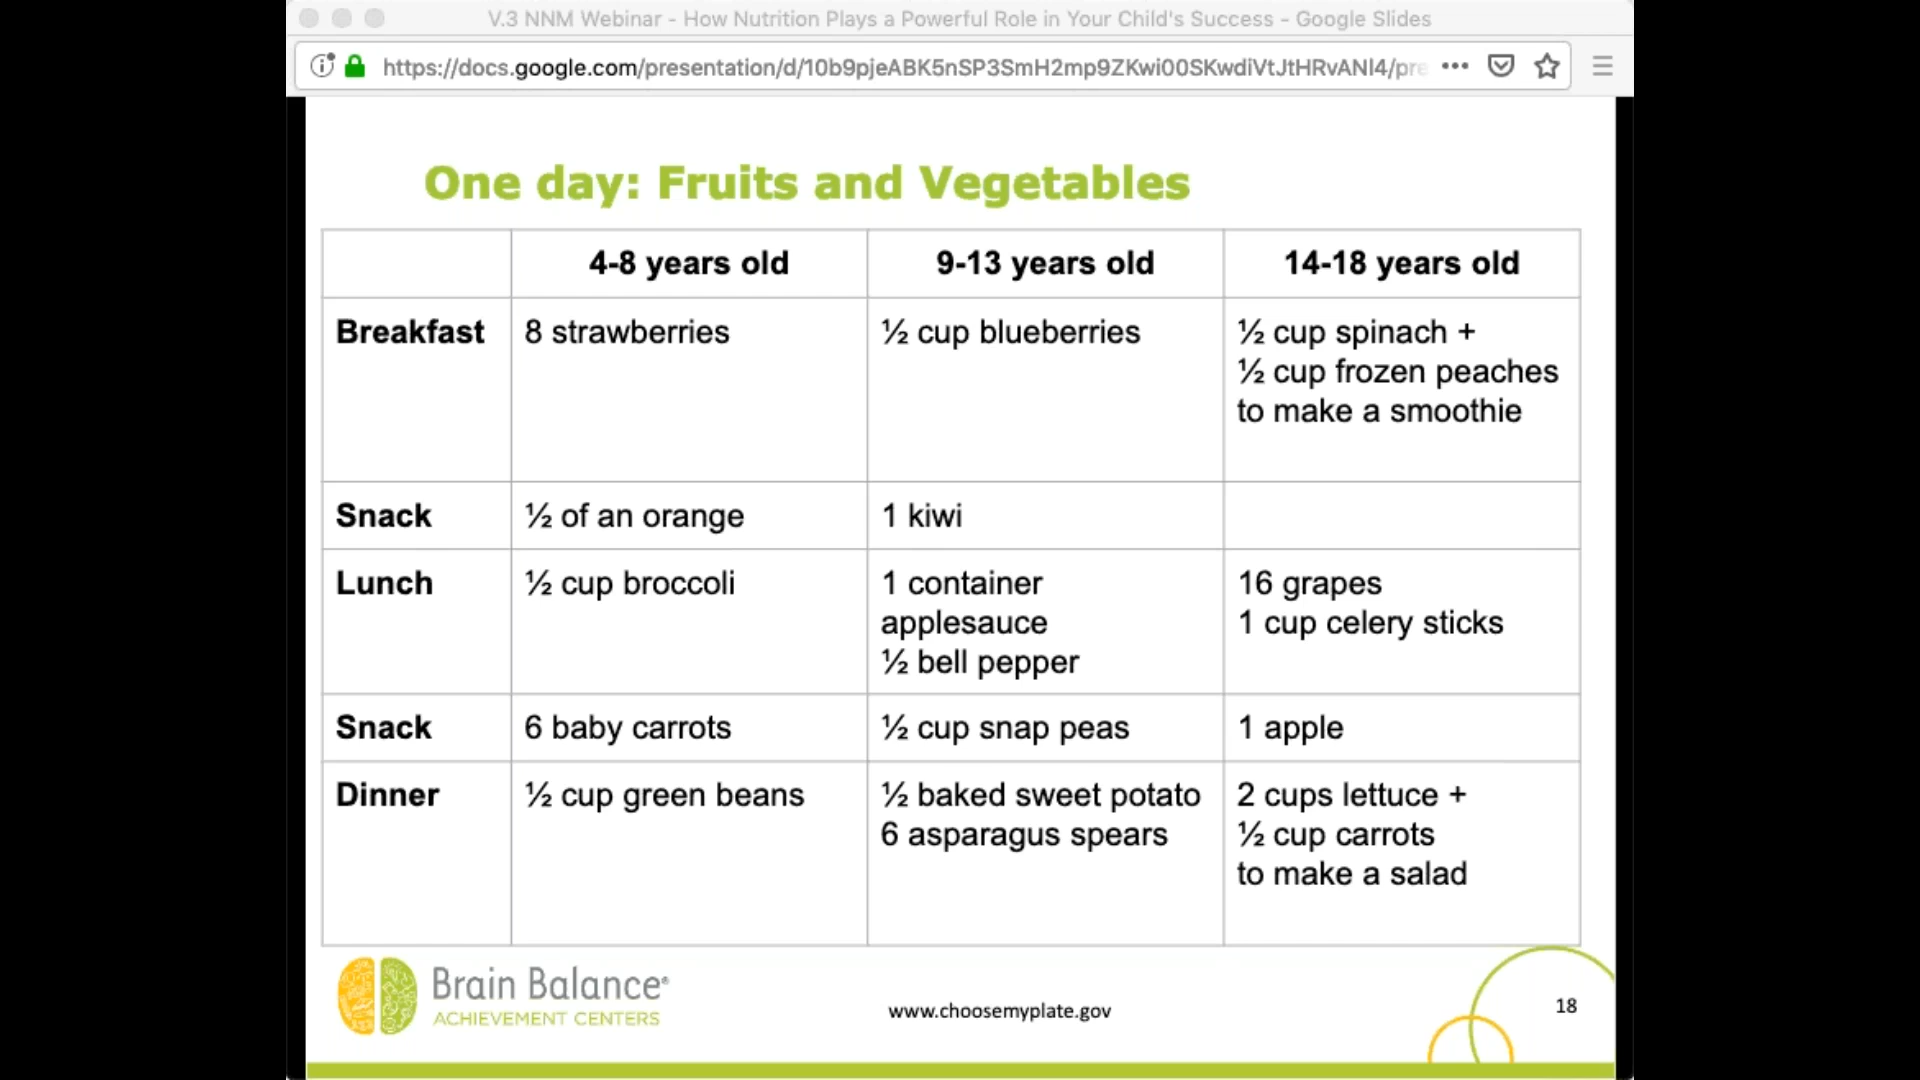 V.3 NNM Webinar - How Nutrition Plays a Powerful Role in Your Child's Success - Google Slides
https://docs.google.com/presentation/d/10b9pjeABK5nSP3SmH2mp9ZKwi00SKwdiVtJtHRvANl4/pre
One day: Fruits and Vegetables
4-8 years old 9-13 years old 14-18 years old
Breakfast 8 strawberries ½ cup blueberries ½ cup spinach +
½ cup frozen peaches
to make a smoothie
Snack ½ of an orange 1 kiwi
Lunch ½ cup broccoli 1 container 16 grapes
applesauce 1 cup celery sticks
½ bell pepper
Snack 6 baby carrots ½ cup snap peas 1 apple
Dinner ½ cup green beans ½ baked sweet potato 2 cups lettuce +
6 asparagus spears ½ cup carrots
to make a salad
Brain Balance®
ACHIEVEMENT CENTERS
www.choosemyplate.gov
18